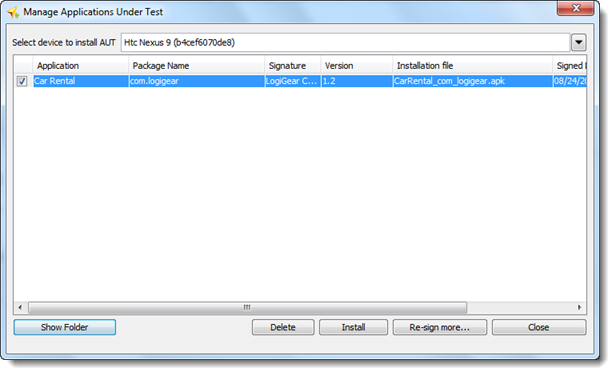 Manage Applications Under Test
Select device to install AUT Htc Nexus 9 (b4cef6070de8)
Application Package Name Signature Version Installation file Signed
Car Rental com.logigear LogiGear C... 1.2 CarRental_com_logigear.apk 08/24/20
Show Folder Delete Install Re-sign more... Close